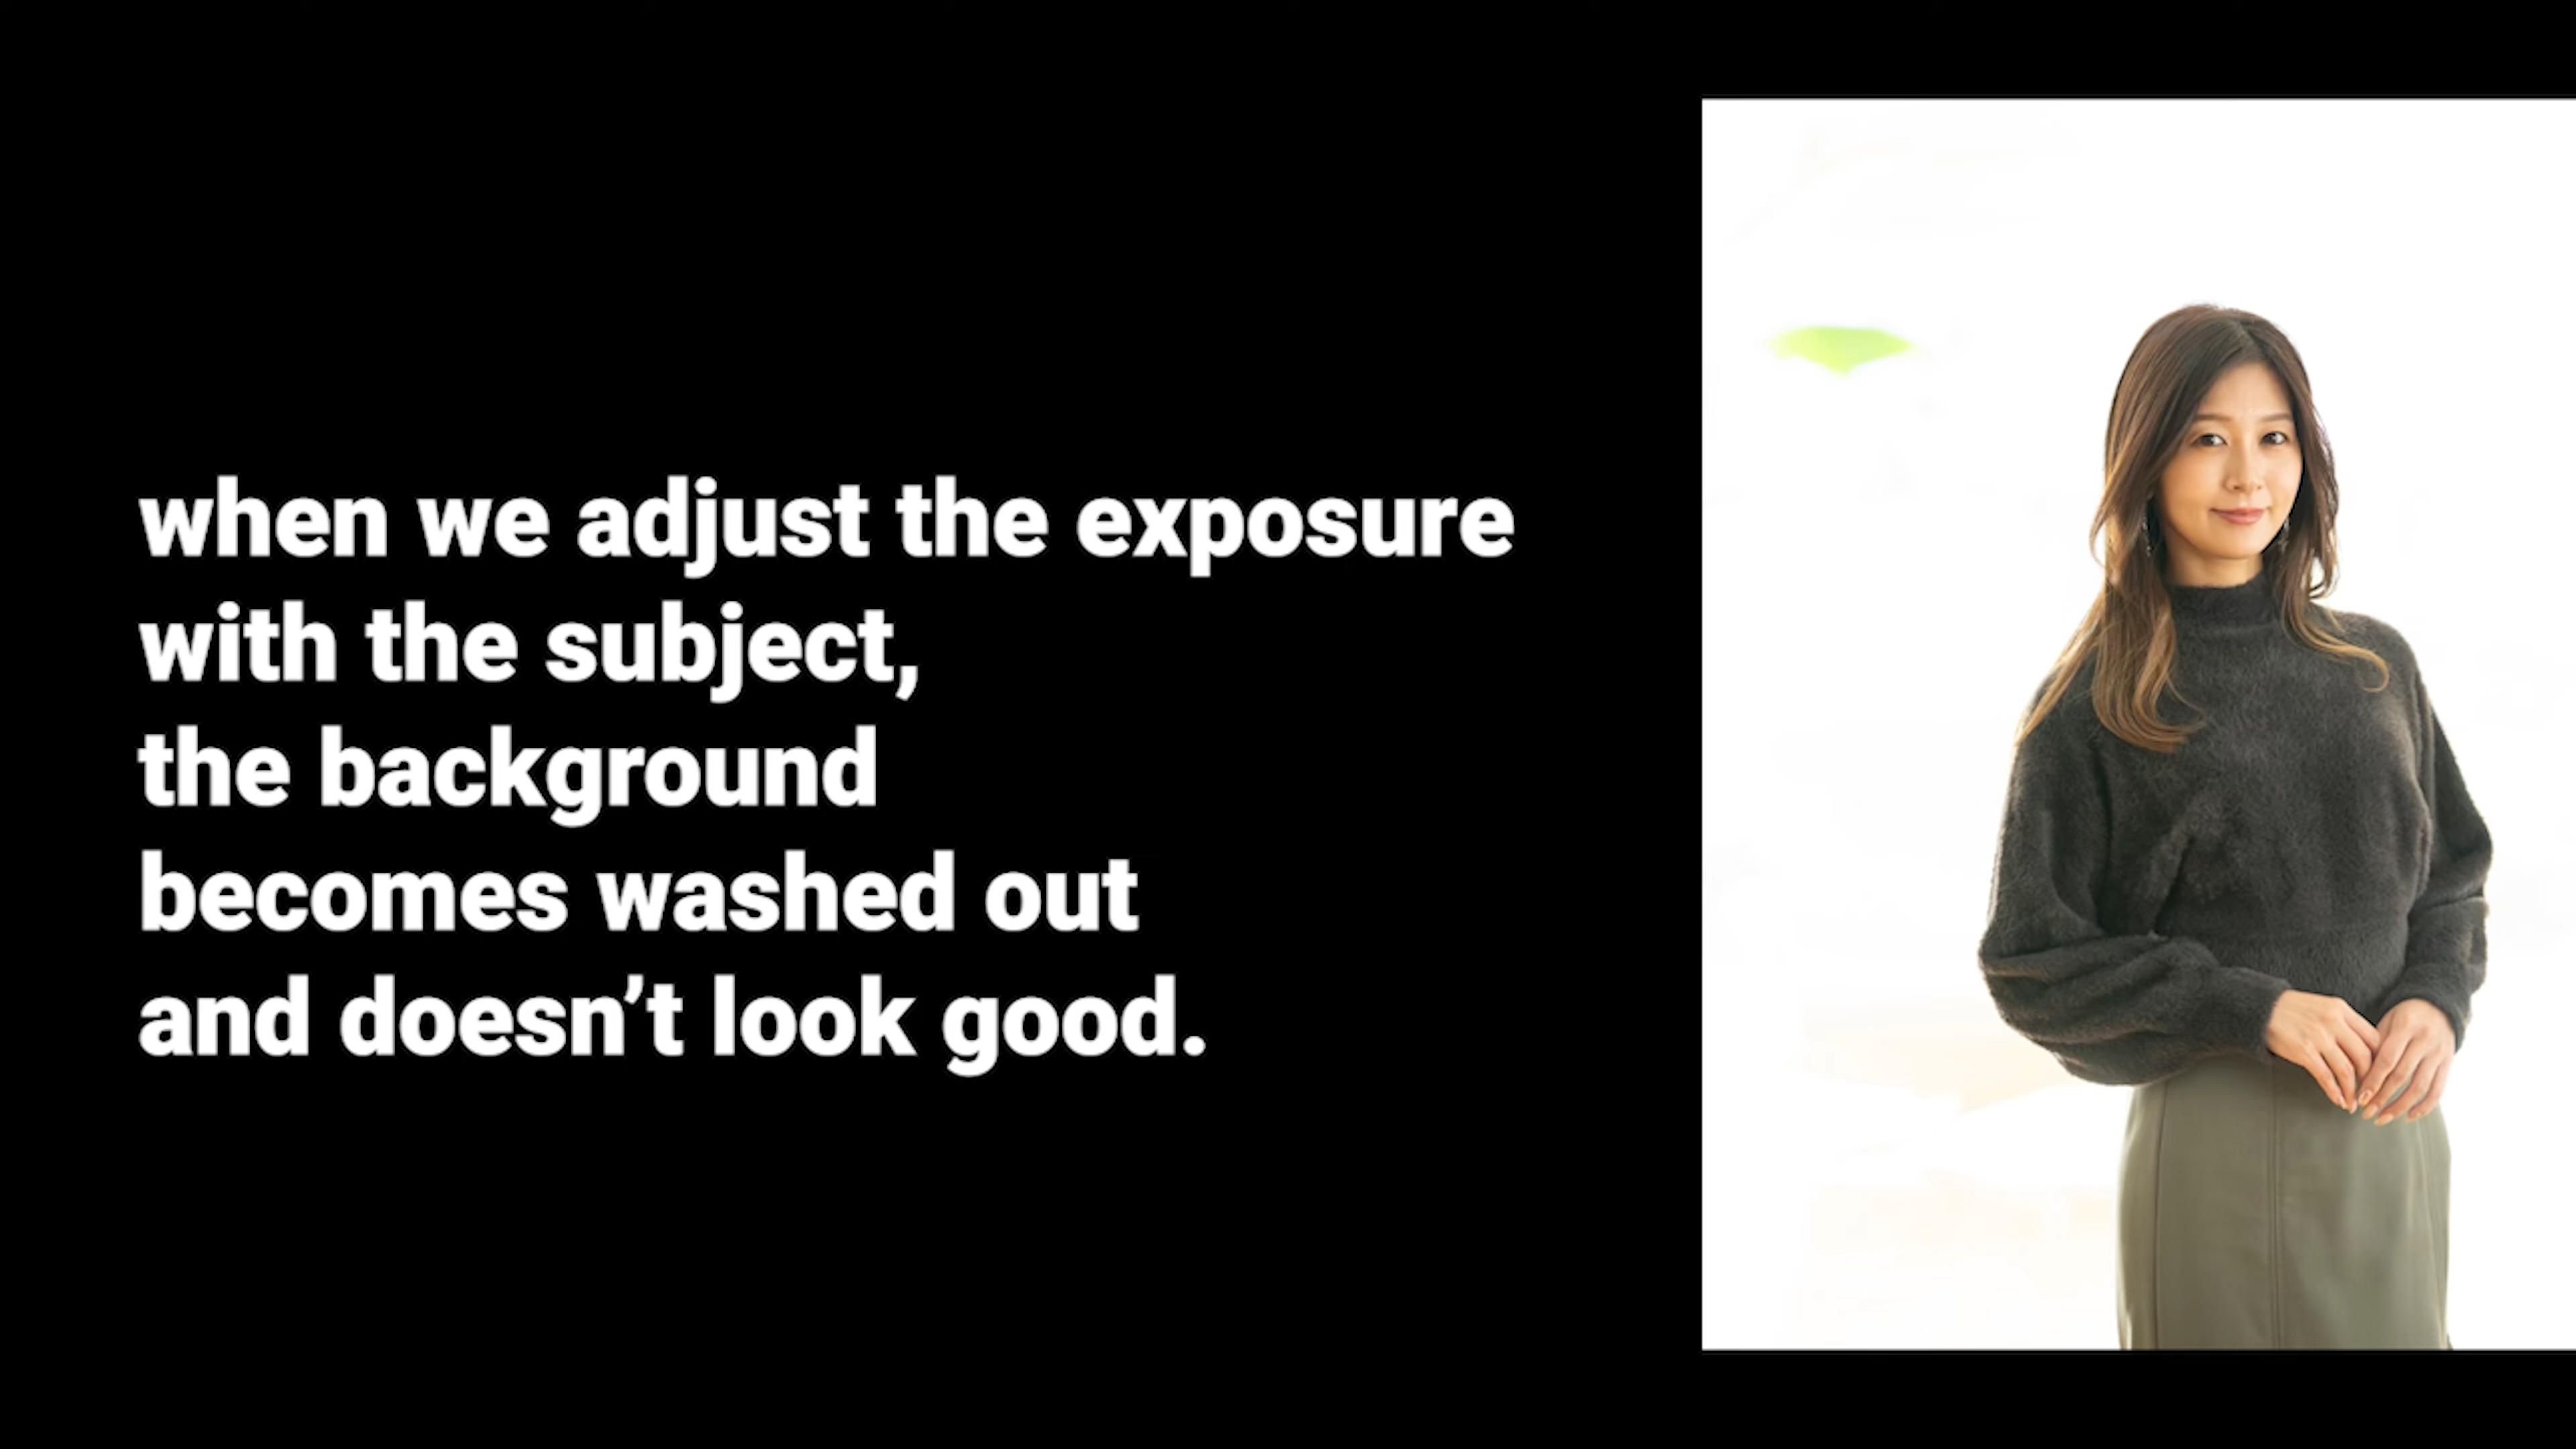 when we adjust the exposure
with the subject,
the background
becomes washed out
and doesn’t look good.